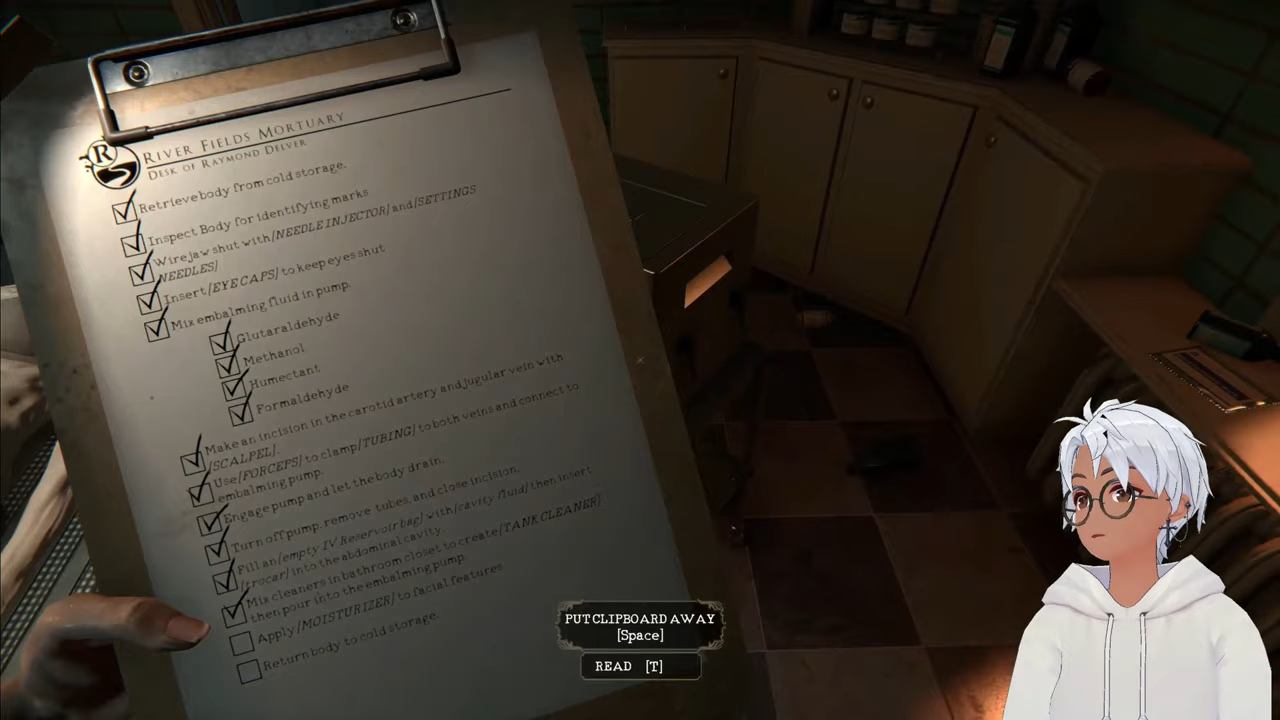 R
RIVER FIELDS MORTUARY
DESK OF RAYMOND DELVER
Retrieve body from cold storage.
Inspect Body for identifying marks
Wire jaw shut with [NEEDLE INJECTOR] and [SETTINGS
NEEDLES]
Insert [EYE CAPS] to keep eyes shut
Mix embalming fluid in pump.
Glutaraldehyde
Methanol
Humectant
Formaldehyde
Make an incision in the carotid artery and jugular vein with
[SCALPEL].
Use [FORCEPS] to clamp [TUBING] to both veins and connect to
embalming pump.
Engage pump and let the body drain.
Turn off pump, remove tubes, and close incision.
Fill an [empty IV Reservoir bag] with [cavity fluid] then insert
[trocar] into the abdominal cavity.
Mix cleaners in bathroom closet to create [TANK CLEANER]
then pour into the embalming pump.
Apply [MOISTURIZER] to facial features
Return body to cold storage.
PUT CLIPBOARD AWAY
[Space]
READ [T]